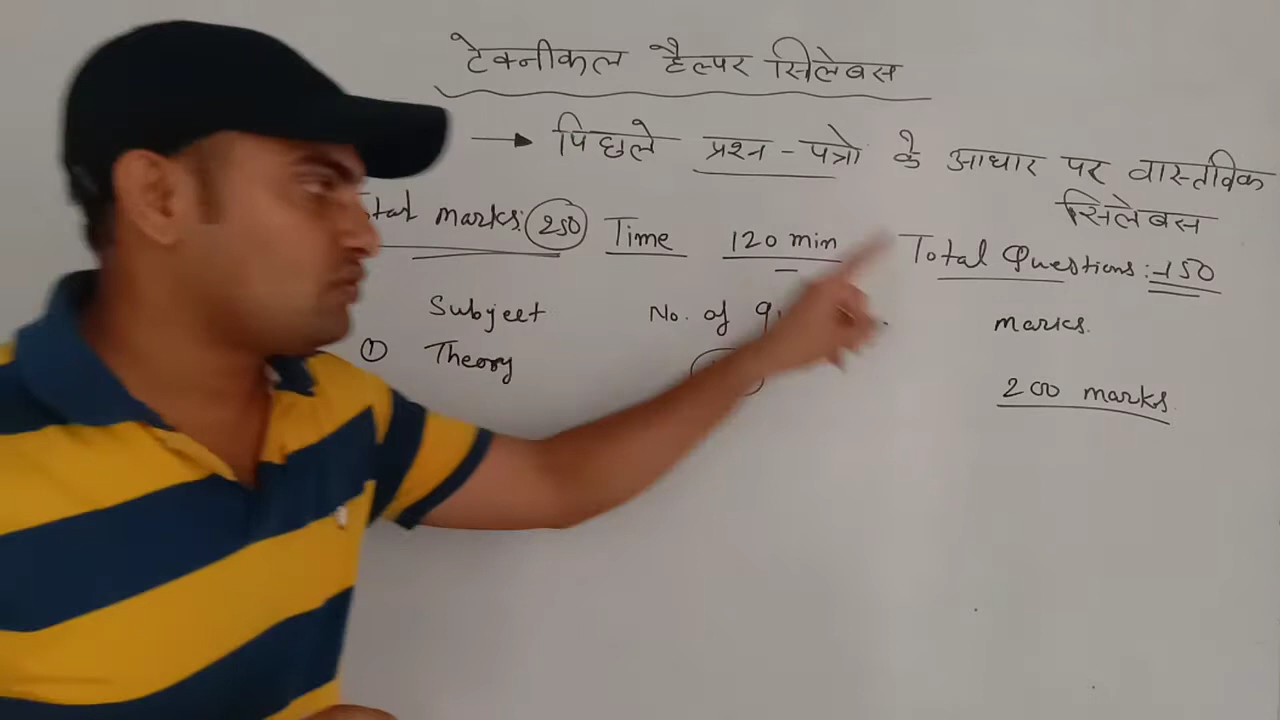 टेक्नीकल हैल्पर सिलेबस
→ पिछले प्रश्न-पत्रो के आधार पर वास्तविक
सिलेबस
marks: 250 Time 120 min Total Questions:-150
Subject No. of marks.
① Theory 200 marks